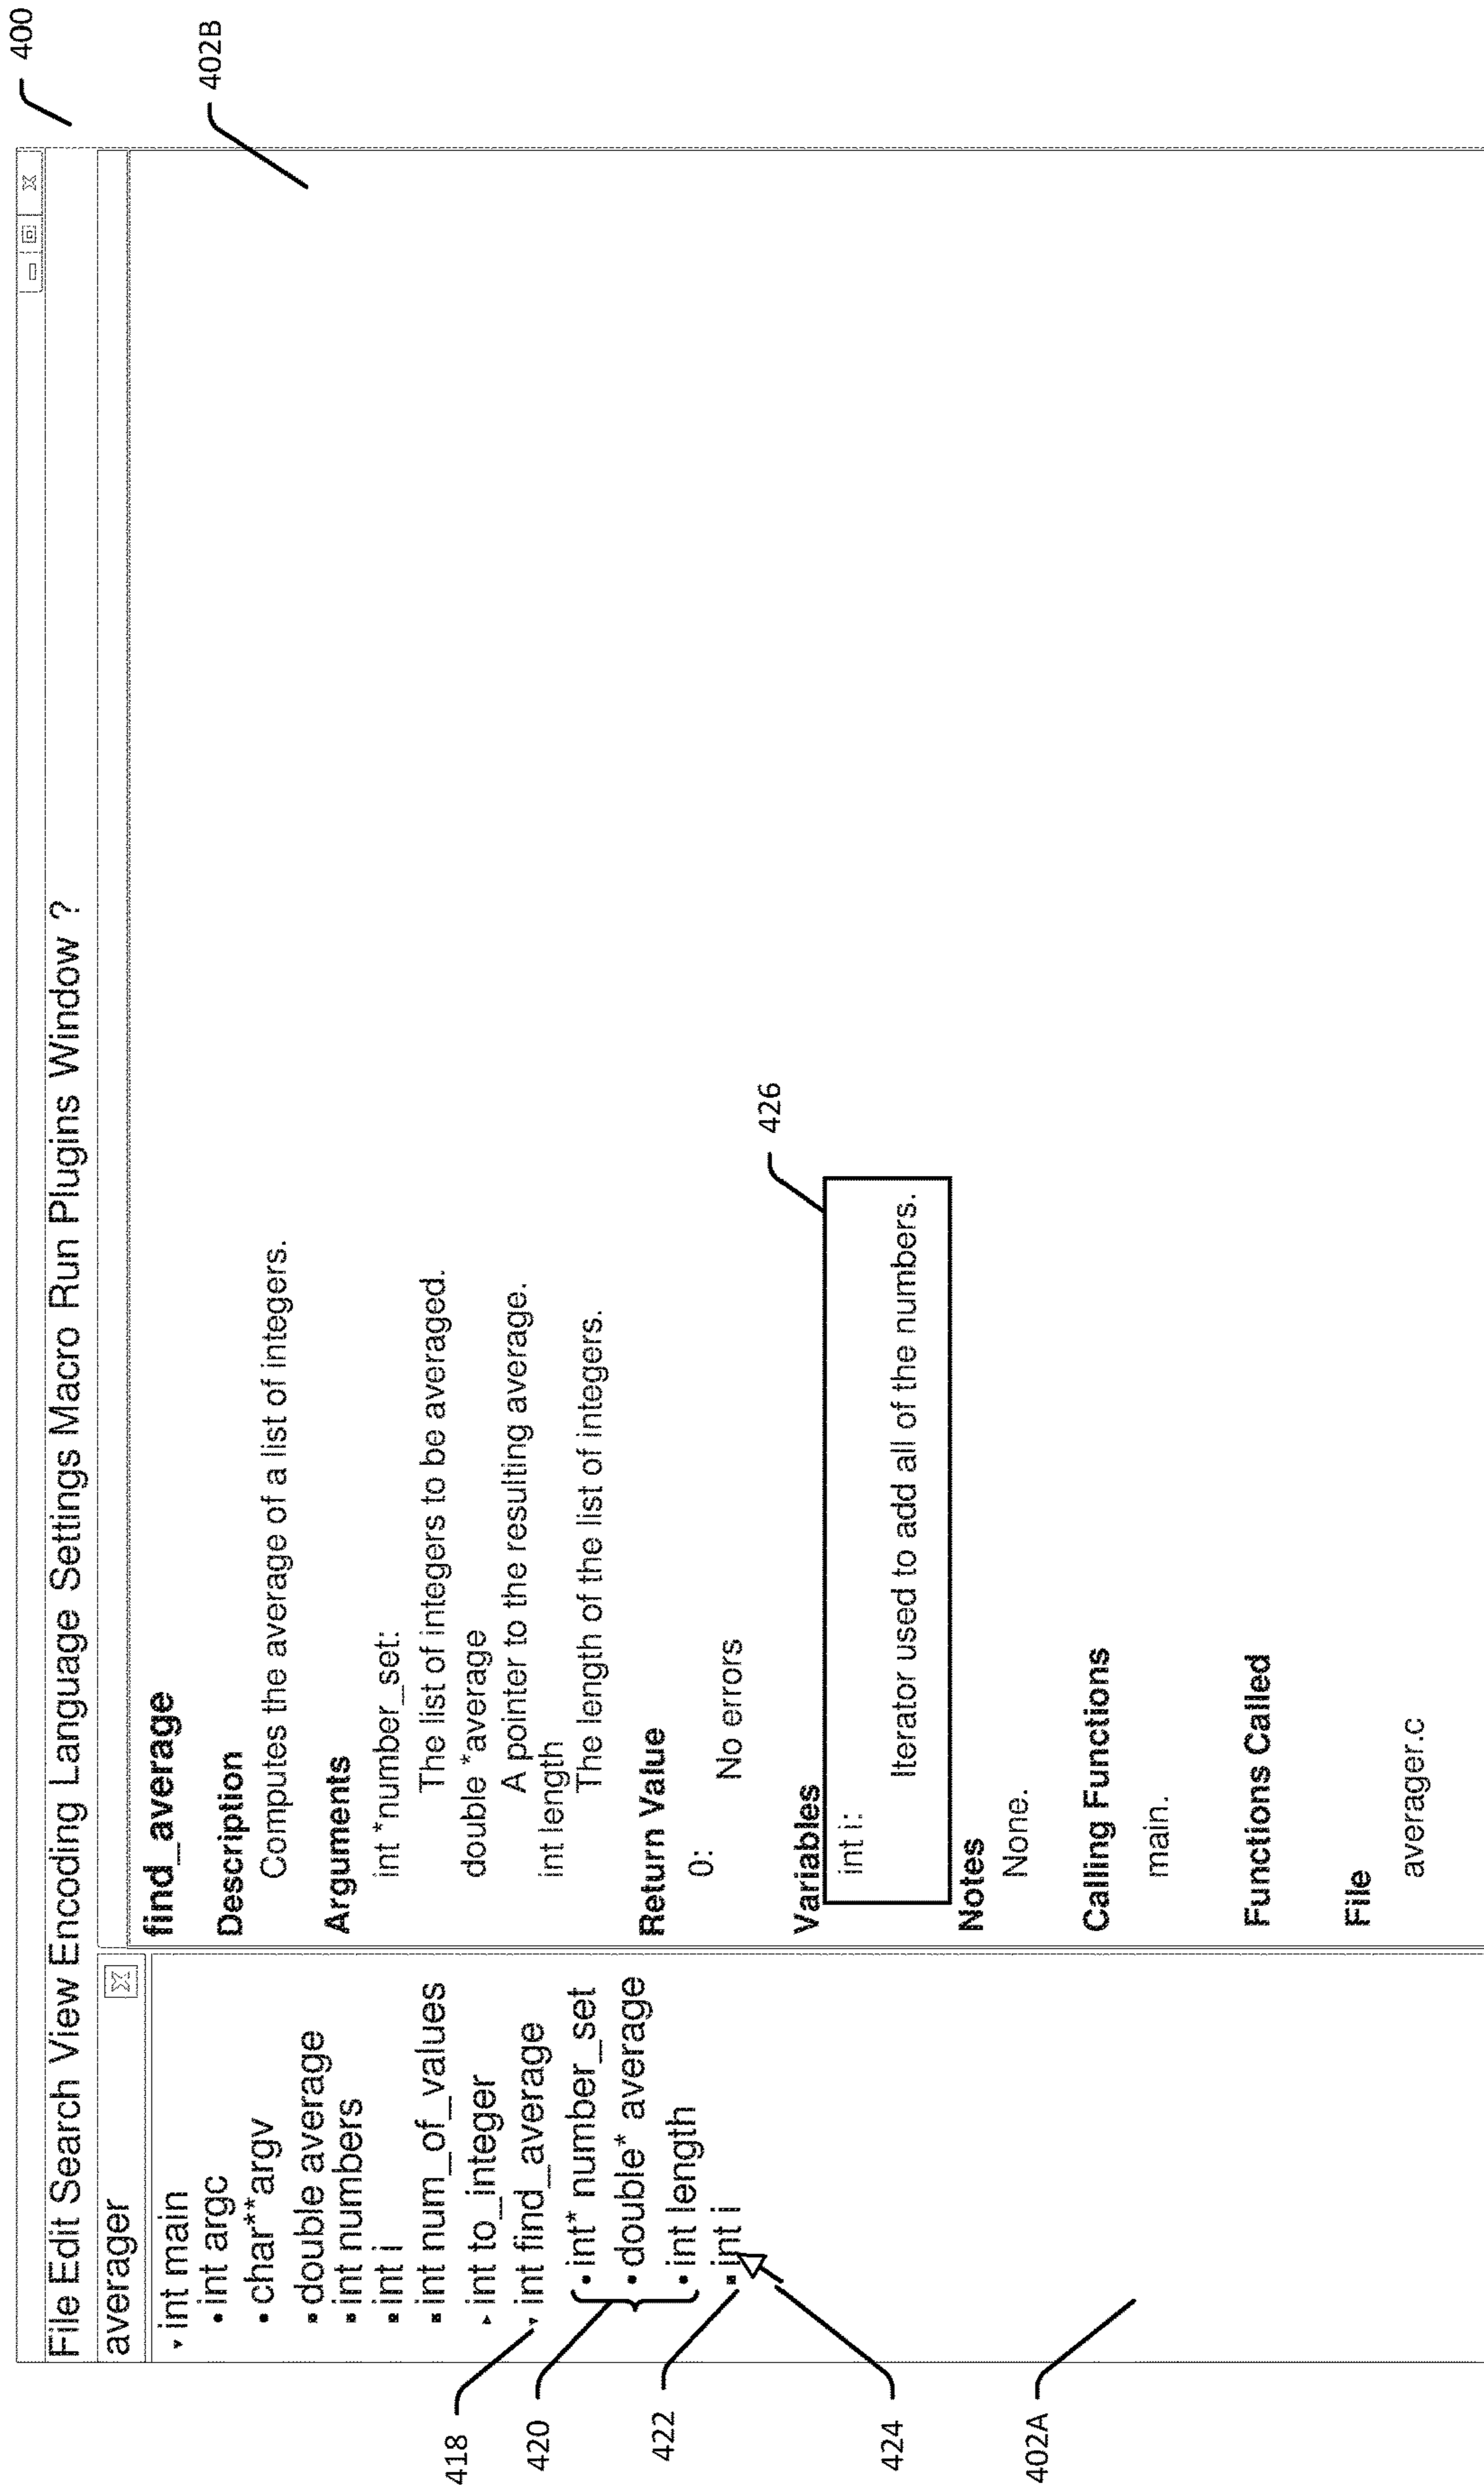 400
File Edit Search View Encoding Language Settings Macro Run Plugins Window ?
averager
int main
• int argc
• char**argv
▪ double average
▪ int numbers
▪ int i
▪ int num_of_values
int to_integer
int find_average
• int* number_set
• double* average
• int length
▪ int i
418
420
422
424
402A
402B
find_average
Description
Computes the average of a list of integers.
Arguments
int *number_set:
The list of integers to be averaged.
double *average
A pointer to the resulting average.
int length
The length of the list of integers.
Return Value
0:
No errors
Variables
int i:
Iterator used to add all of the numbers.
426
Notes
None.
Calling Functions
main.
Functions Called
File
averager.c